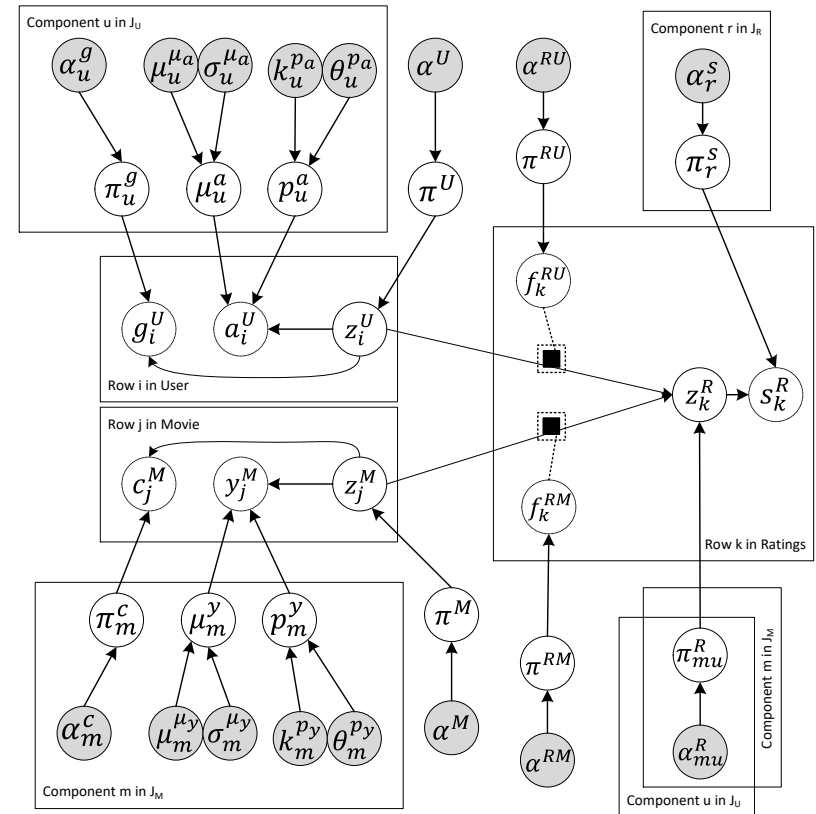 Component u in J_U
α_u^g
μ_u^{μ_a} σ_u^{μ_a}
k_u^{p_a} θ_u^{p_a}
α^U
α^{RU}
Component r in J_R
α_r^s
π_u^g
μ_u^a
p_u^a
π^U
π^{RU}
π_r^s
f_k^{RU}
g_i^U
a_i^U
z_i^U
Row i in User
z_k^R
s_k^R
Row j in Movie
c_j^M
y_j^M
z_j^M
f_k^{RM}
Row k in Ratings
π_m^c
μ_m^y
p_m^y
π^M
π^{RM}
π_{mu}^R
α_m^c
μ_m^{μ_y} σ_m^{μ_y}
k_m^{p_y} θ_m^{p_y}
α^M
α^{RM}
α_{mu}^R
Component m in J_M
Component m in J_M
Component u in J_U